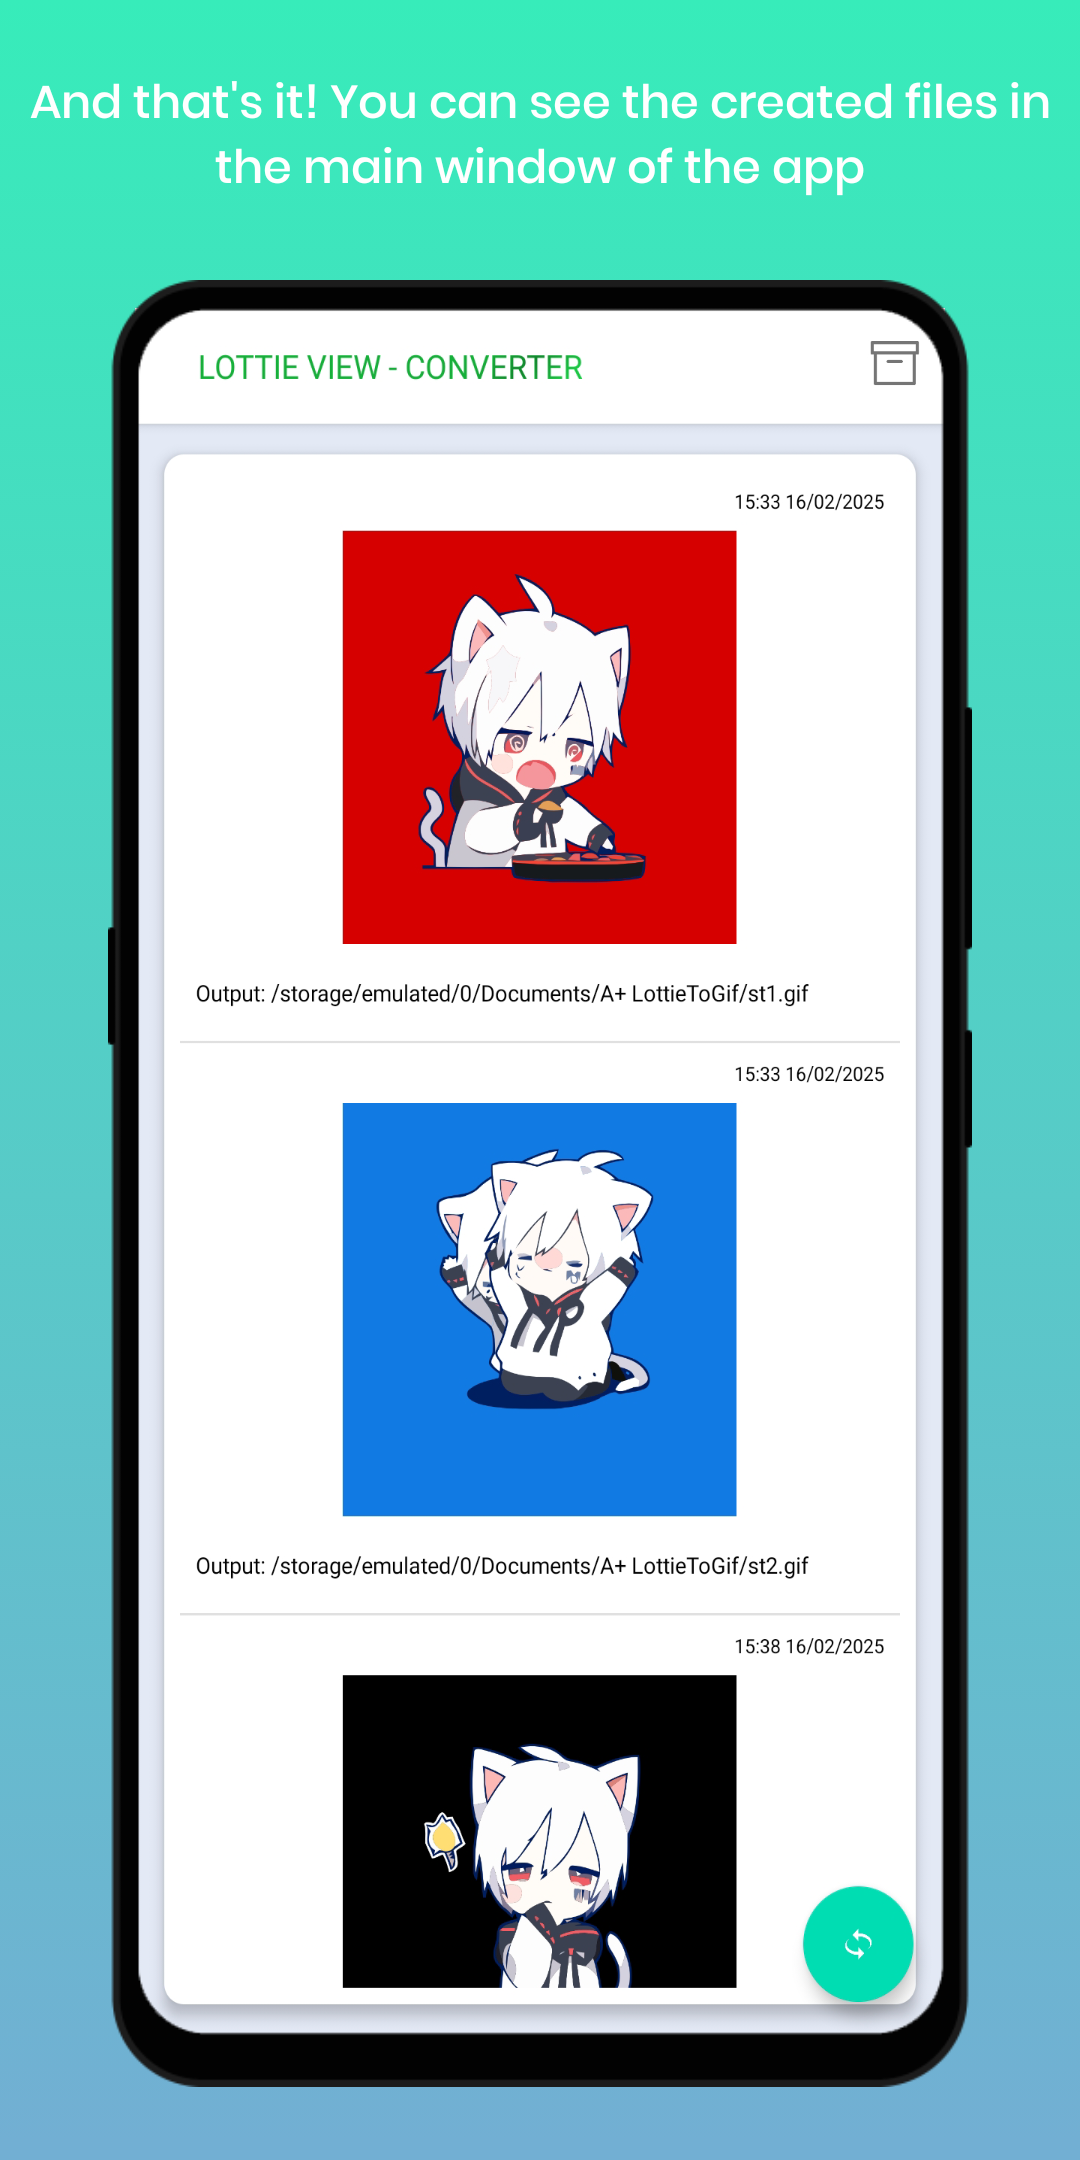 And that's it! You can see the created files in
the main window of the app
LOTTIE VIEW - CONVERTER
15:33 16/02/2025
Output: /storage/emulated/0/Documents/A+ LottieToGif/st1.gif
15:33 16/02/2025
Output: /storage/emulated/0/Documents/A+ LottieToGif/st2.gif
15:38 16/02/2025